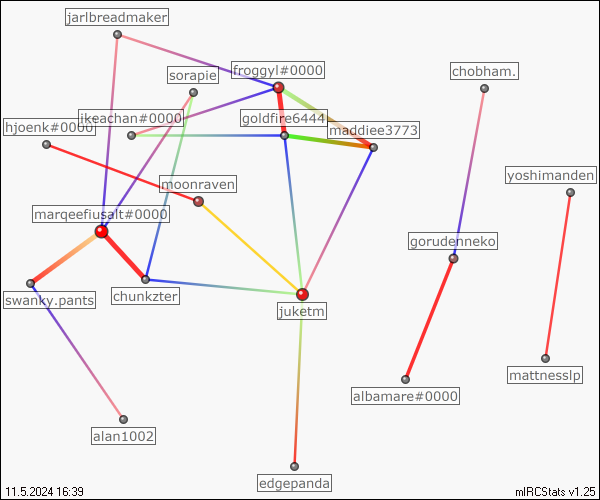 jarlbreadmaker
sorapie
froggyl#0000
chobham.
ikeachan#0000
goldfire6444
hjoenk#0000
maddiee3773
moonraven
yoshimanden
marqeefiusalt#0000
gorudenneko
swanky.pants
chunkzter
juketm
mattnesslp
albamare#0000
alan1002
edgepanda
11.5.2024 16:39
mIRCStats v1.25